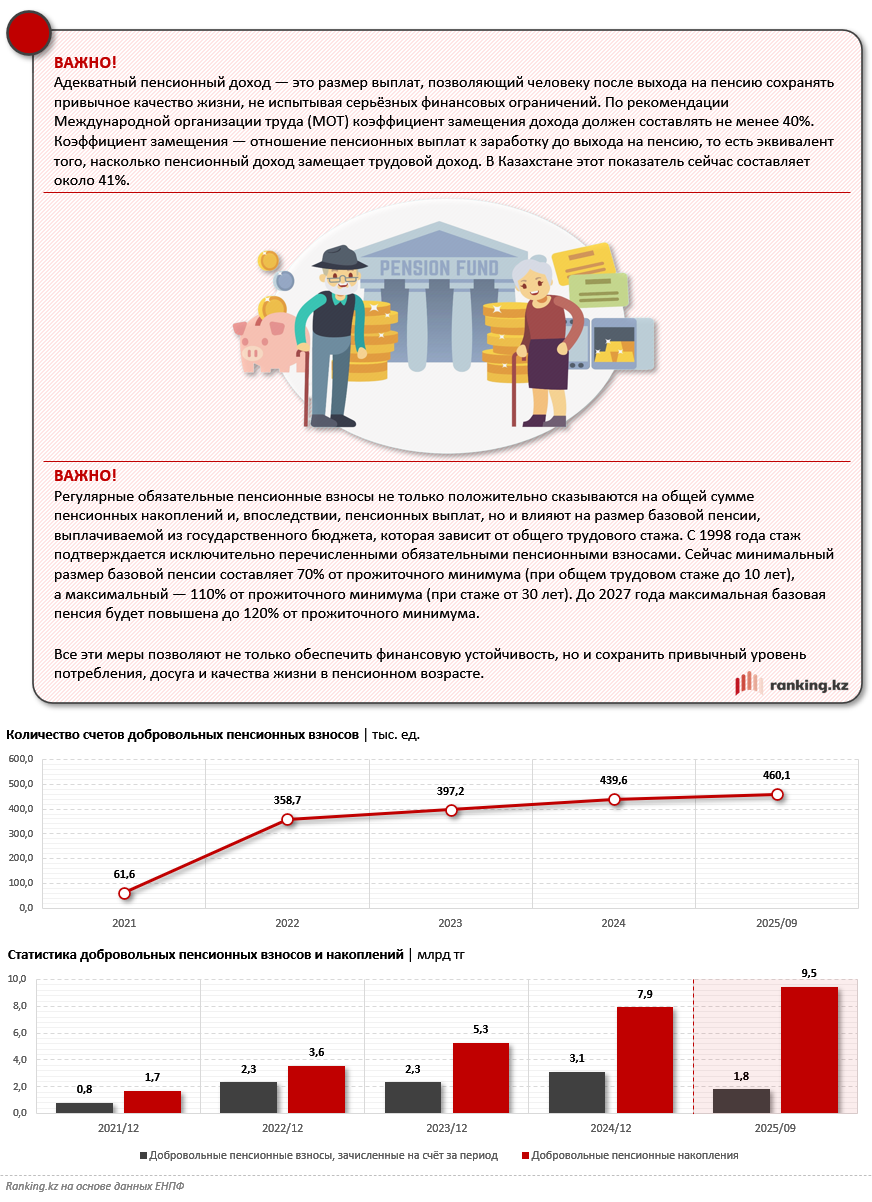 ВАЖНО!
Адекватный пенсионный доход — это размер выплат, позволяющий человеку после выхода на пенсию сохранять
привычное качество жизни, не испытывая серьёзных финансовых ограничений. По рекомендации
Международной организации труда (МОТ) коэффициент замещения дохода должен составлять не менее 40%.
Коэффициент замещения — отношение пенсионных выплат к заработку до выхода на пенсию, то есть эквивалент
того, насколько пенсионный доход замещает трудовой доход. В Казахстане этот показатель сейчас составляет
около 41%.
PENSION FUND
ВАЖНО!
Регулярные обязательные пенсионные взносы не только положительно сказываются на общей сумме
пенсионных накоплений и, впоследствии, пенсионных выплат, но и влияют на размер базовой пенсии,
выплачиваемой из государственного бюджета, которая зависит от общего трудового стажа. С 1998 года стаж
подтверждается исключительно перечисленными обязательными пенсионными взносами. Сейчас минимальный
размер базовой пенсии составляет 70% от прожиточного минимума (при общем трудовом стаже до 10 лет),
а максимальный — 110% от прожиточного минимума (при стаже от 30 лет). До 2027 года максимальная базовая
пенсия будет повышена до 120% от прожиточного минимума.
Все эти меры позволяют не только обеспечить финансовую устойчивость, но и сохранить привычный уровень
потребления, досуга и качества жизни в пенсионном возрасте.
ranking.kz
Количество счетов добровольных пенсионных взносов | тыс. ед.
600,0
500,0
400,0
300,0
200,0
100,0
0,0
61,6
358,7
397,2
439,6
460,1
2021
2022
2023
2024
2025/09
Статистика добровольных пенсионных взносов и накоплений | млрд тг
10,0
8,0
6,0
4,0
2,0
0,0
0,8
1,7
2,3
3,6
2,3
5,3
3,1
7,9
1,8
9,5
2021/12
2022/12
2023/12
2024/12
2025/09
Добровольные пенсионные взносы, зачисленные на счёт за период
Добровольные пенсионные накопления
Ranking.kz на основе данных ЕНПФ